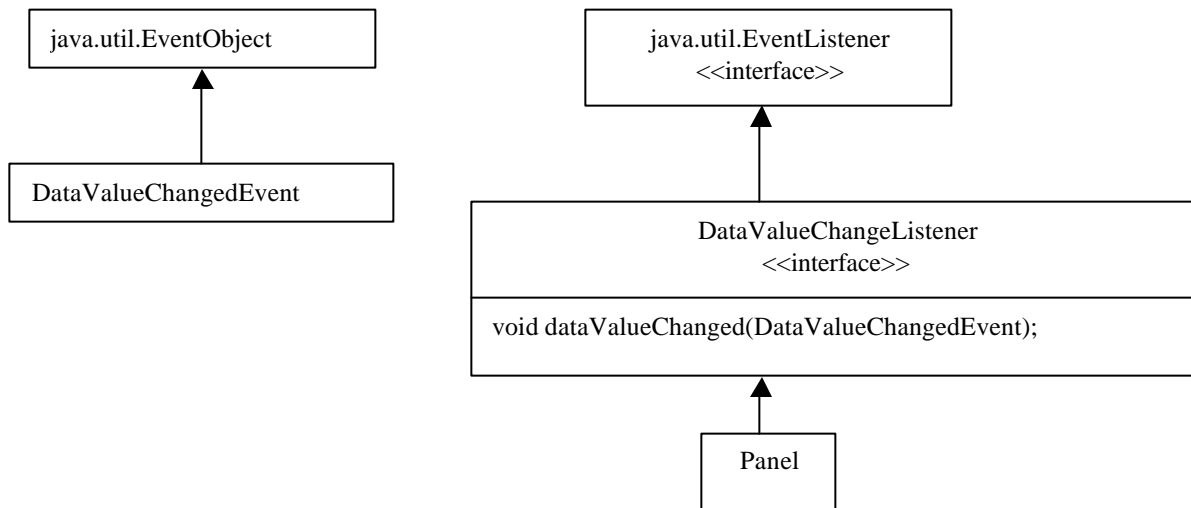 java.util.EventObject
java.util.EventListener
<<interface>>
DataValueChangedEvent
DataValueChangeListener
<<interface>>
void dataValueChanged(DataValueChangedEvent);
Panel